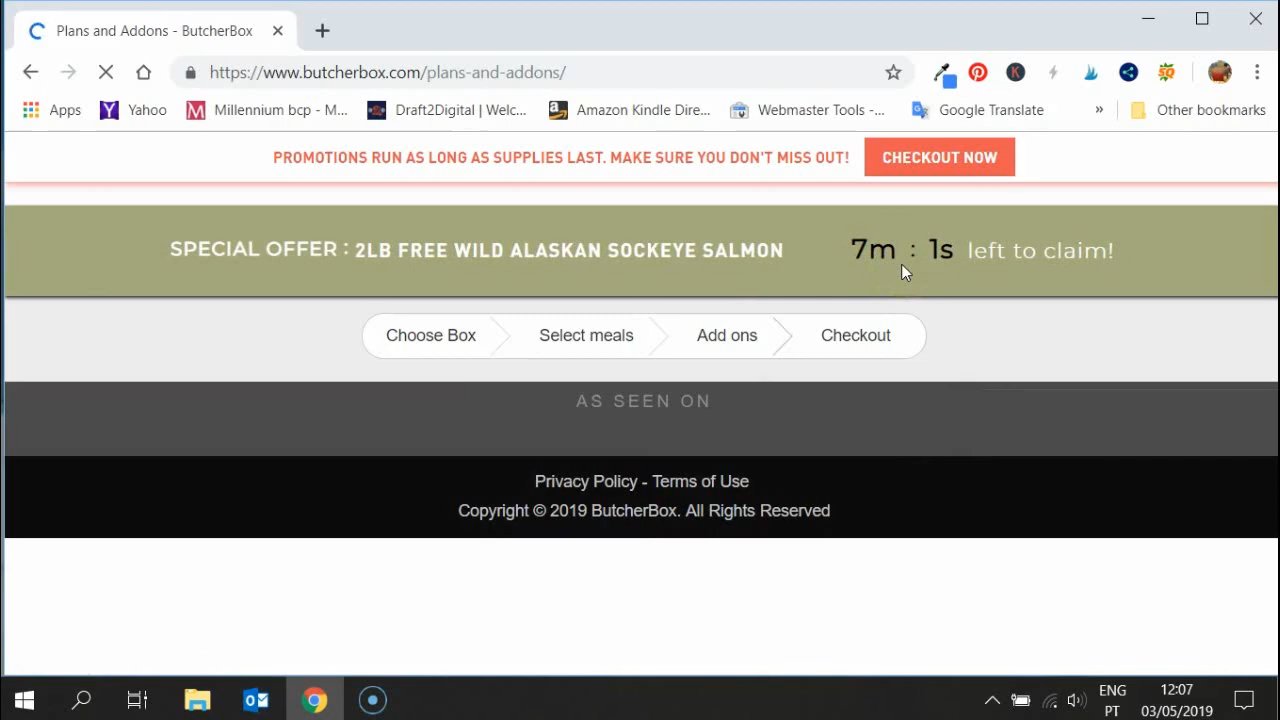 Plans and Addons - ButcherBox
https://www.butcherbox.com/plans-and-addons/
Apps Yahoo Millennium bcp - M... Draft2Digital | Welc... Amazon Kindle Dire... Webmaster Tools -... Google Translate » Other bookmarks
PROMOTIONS RUN AS LONG AS SUPPLIES LAST. MAKE SURE YOU DON'T MISS OUT! CHECKOUT NOW
SPECIAL OFFER : 2LB FREE WILD ALASKAN SOCKEYE SALMON 7m : 1s left to claim!
Choose Box Select meals Add ons Checkout
AS SEEN ON
Privacy Policy - Terms of Use
Copyright © 2019 ButcherBox. All Rights Reserved
ENG 12:07
PT 03/05/2019